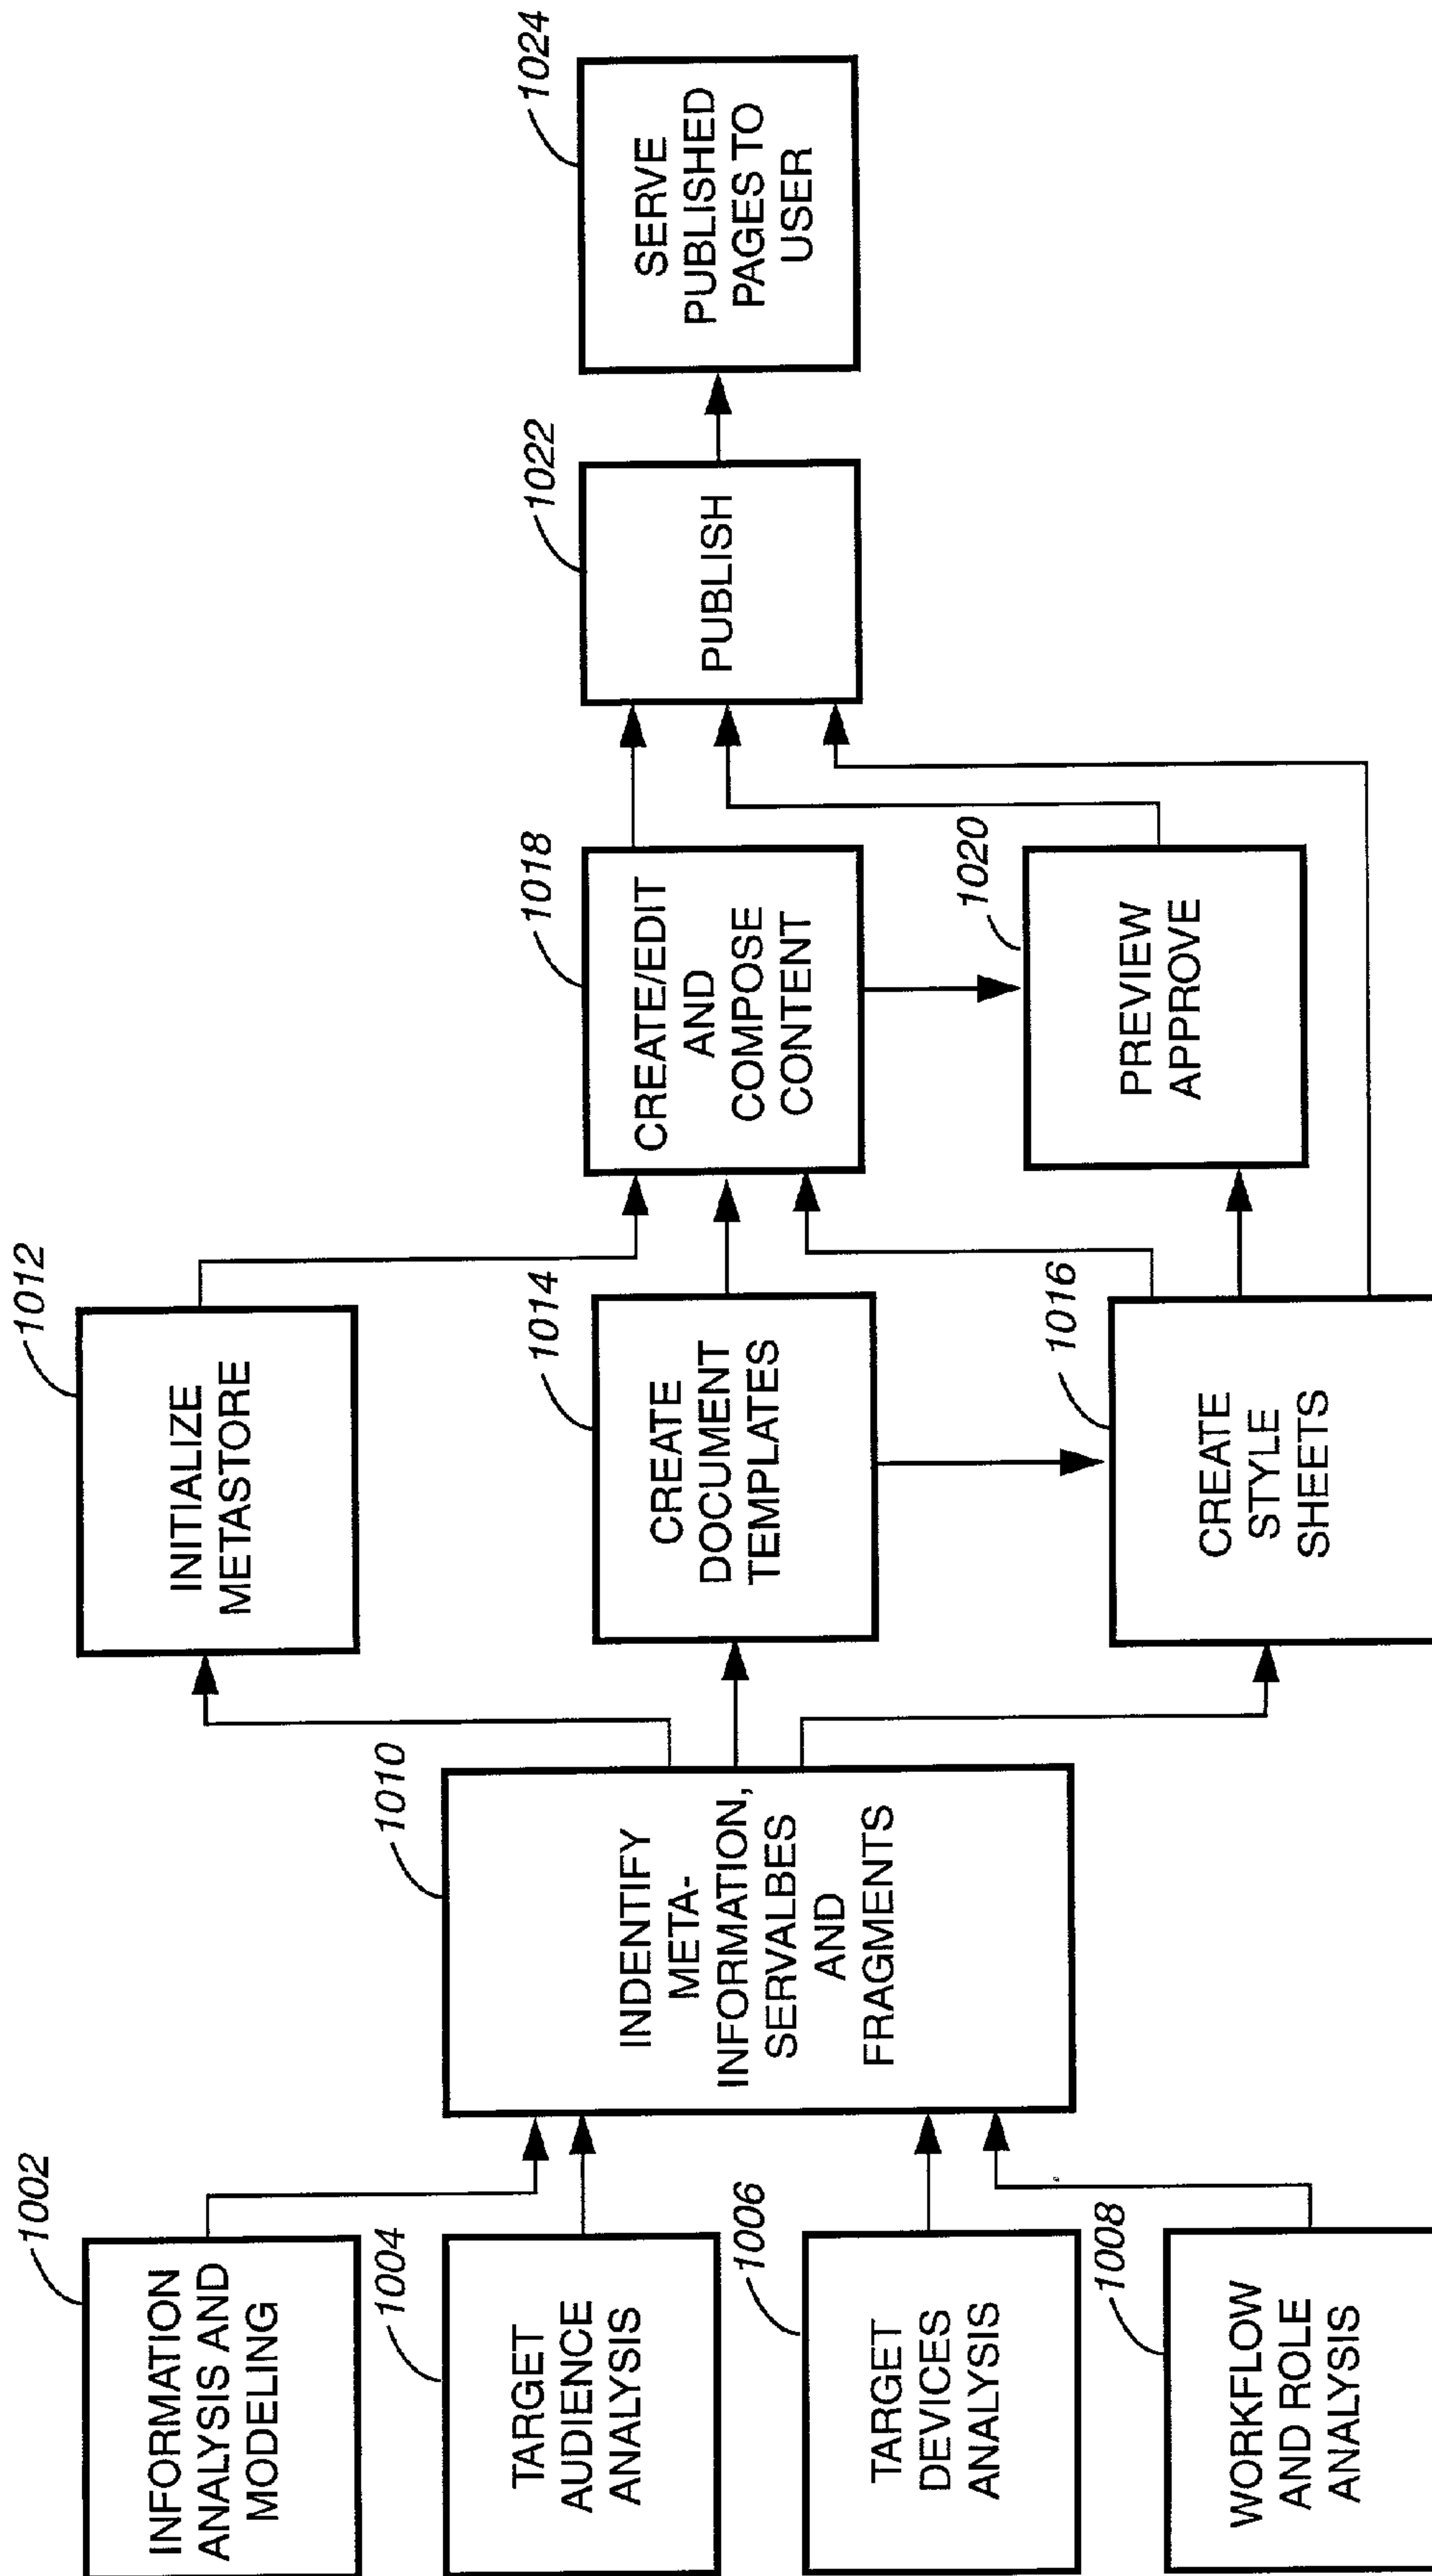 1002
INFORMATION
ANALYSIS AND
MODELING
1004
TARGET
AUDIENCE
ANALYSIS
1006
TARGET
DEVICES
ANALYSIS
1008
WORKFLOW
AND ROLE
ANALYSIS
1010
INDENTIFY
META-
INFORMATION,
SERVALBES
AND
FRAGMENTS
1012
INITIALIZE
METASTORE
1014
CREATE
DOCUMENT
TEMPLATES
1016
CREATE
STYLE
SHEETS
1018
CREATE/EDIT
AND
COMPOSE
CONTENT
1020
PREVIEW
APPROVE
1022
PUBLISH
1024
SERVE
PUBLISHED
PAGES TO
USER